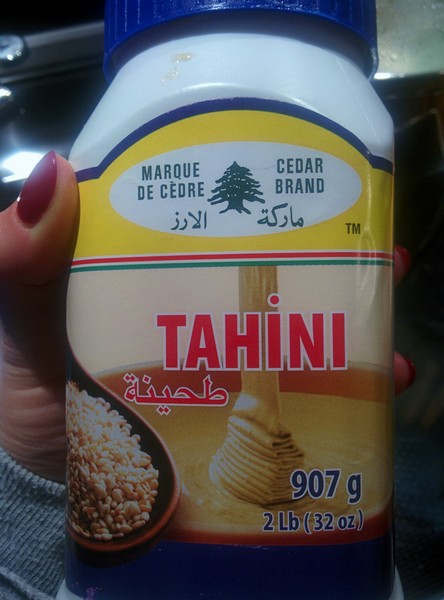 MARQUE DE CÈDRE
CEDAR BRAND
ماركة الارز
TM
TAHiNI
طحينة
907 g
2 Lb (32 oz)